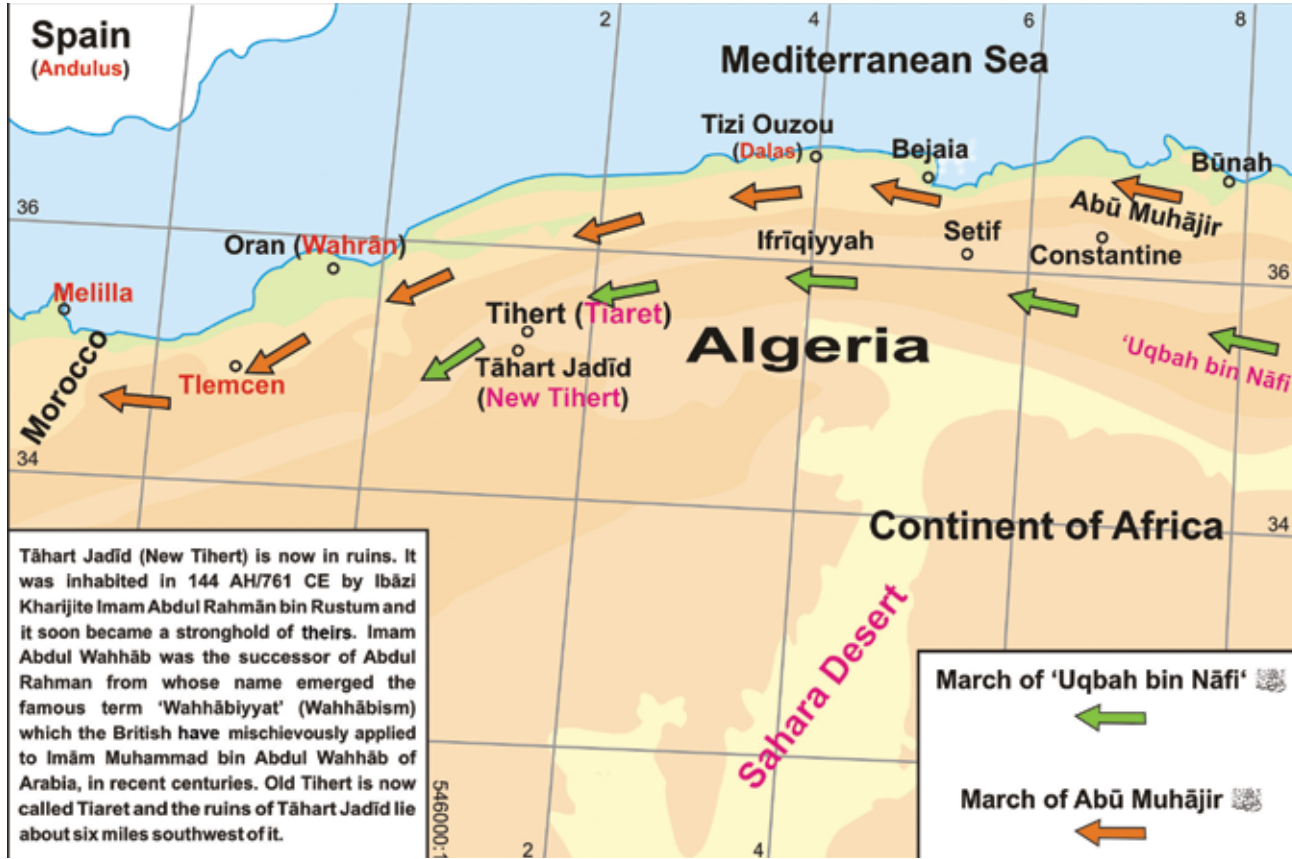 Spain
(Andulus)
2
4
6
8
Mediterranean Sea
Tizi Ouzou
(Dalas)
Bejaia
Būnah
36
Oran (Wahrān)
Ifrīqiyyah
Setif
Abū Muhājir
Constantine
36
Melilla
Tihert (Tiaret)
Algeria
‘Uqbah bin Nāfi
Tāhart Jadīd
(New Tihert)
Tlemcen
Morocco
34
Continent of Africa
34
Sahara Desert
Tāhart Jadīd (New Tihert) is now in ruins. It
was inhabited in 144 AH/761 CE by Ibāzi
Kharijite Imam Abdul Rahmān bin Rustum and
it soon became a stronghold of theirs. Imam
Abdul Wahhāb was the successor of Abdul
Rahman from whose name emerged the
famous term ‘Wahhābiyyat’ (Wahhābism)
which the British have mischievously applied
to Imām Muhammad bin Abdul Wahhāb of
Arabia, in recent centuries. Old Tihert is now
called Tiaret and the ruins of Tāhart Jadīd lie
about six miles southwest of it.
546000:1
2
4
March of ‘Uqbah bin Nāfi‘
March of Abū Muhājir